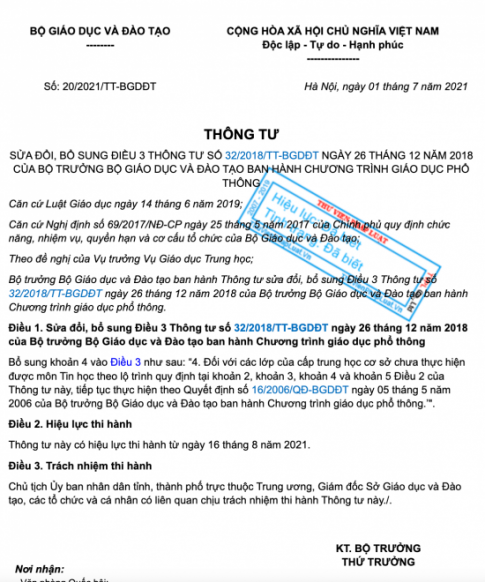 BỘ GIÁO DỤC VÀ ĐÀO TẠO
--------
CỘNG HÒA XÃ HỘI CHỦ NGHĨA VIỆT NAM
Độc lập - Tự do - Hạnh phúc
---------------
Số: 20/2021/TT-BGDĐT
Hà Nội, ngày 01 tháng 7 năm 2021
THÔNG TƯ
SỬA ĐỔI, BỔ SUNG ĐIỀU 3 THÔNG TƯ SỐ 32/2018/TT-BGDĐT NGÀY 26 THÁNG 12 NĂM 2018
CỦA BỘ TRƯỞNG BỘ GIÁO DỤC VÀ ĐÀO TẠO BAN HÀNH CHƯƠNG TRÌNH GIÁO DỤC PHỔ
THÔNG
Căn cứ Luật Giáo dục ngày 14 tháng 6 năm 2019;
Căn cứ Nghị định số 69/2017/NĐ-CP ngày 25 tháng 5 năm 2017 của Chính phủ quy định chức
năng, nhiệm vụ, quyền hạn và cơ cấu tổ chức của Bộ Giáo dục và Đào tạo;
Theo đề nghị của Vụ trưởng Vụ Giáo dục Trung học;
Bộ trưởng Bộ Giáo dục và Đào tạo ban hành Thông tư sửa đổi, bổ sung Điều 3 Thông tư số
32/2018/TT-BGDĐT ngày 26 tháng 12 năm 2018 của Bộ trưởng Bộ Giáo dục và Đào tạo ban hành
Chương trình giáo dục phổ thông.
THƯ VIỆN PHÁP LUẬT
Hiệu lực: Đã biết
Tình trạng: Đã biết
Điều 1. Sửa đổi, bổ sung Điều 3 Thông tư số 32/2018/TT-BGDĐT ngày 26 tháng 12 năm 2018
của Bộ trưởng Bộ Giáo dục và Đào tạo ban hành Chương trình giáo dục phổ thông
Bổ sung khoản 4 vào Điều 3 như sau: "4. Đối với các lớp của cấp trung học cơ sở chưa thực hiện
được môn Tin học theo lộ trình quy định tại khoản 2, khoản 3, khoản 4 và khoản 5 Điều 2 của
Thông tư này, tiếp tục thực hiện theo Quyết định số 16/2006/QĐ-BGDĐT ngày 05 tháng 5 năm
2006 của Bộ trưởng Bộ Giáo dục và Đào tạo ban hành Chương trình giáo dục phổ thông.'".
Điều 2. Hiệu lực thi hành
Thông tư này có hiệu lực thi hành từ ngày 16 tháng 8 năm 2021.
Điều 3. Trách nhiệm thi hành
Chủ tịch Ủy ban nhân dân tỉnh, thành phố trực thuộc Trung ương, Giám đốc Sở Giáo dục và Đào
tạo, các tổ chức và cá nhân có liên quan chịu trách nhiệm thi hành Thông tư này./.
KT. BỘ TRƯỞNG
THỨ TRƯỞNG
Nơi nhận: